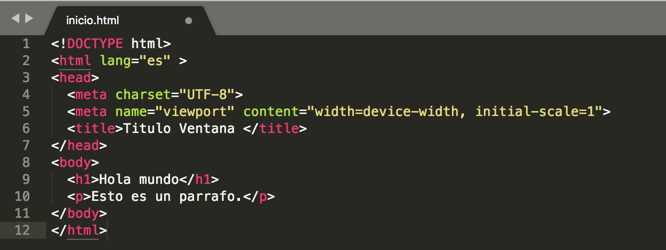 inicio.html
1 <!DOCTYPE html>
2 <html lang="es" >
3 <head>
4 <meta charset="UTF-8">
5 <meta name="viewport" content="width=device-width, initial-scale=1">
6 <title>Titulo Ventana </title>
7 </head>
8 <body>
9 <h1>Hola mundo</h1>
10 <p>Esto es un parrafo.</p>
11 </body>
12 </html>